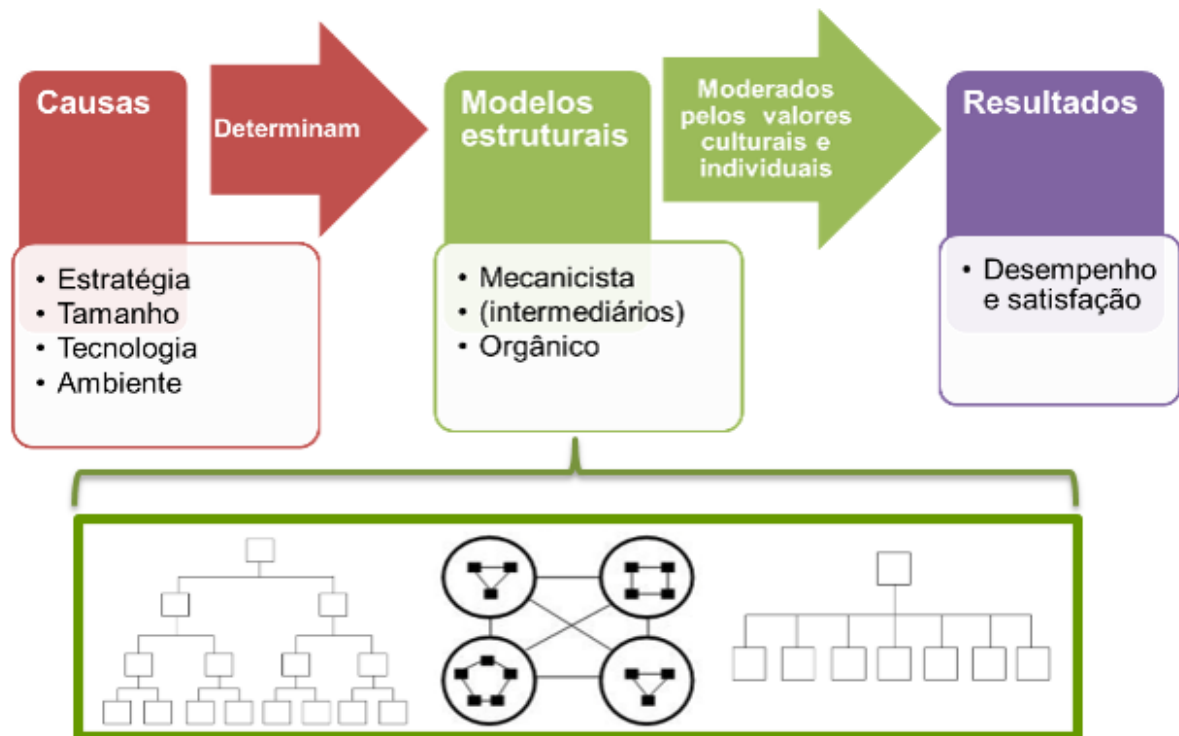 Causas
Determinam
Modelos
estruturais
Moderados
pelos valores
culturais e
individuais
Resultados
• Estratégia
• Tamanho
• Tecnologia
• Ambiente
• Mecanicista
• (intermediários)
• Orgânico
• Desempenho
e satisfação